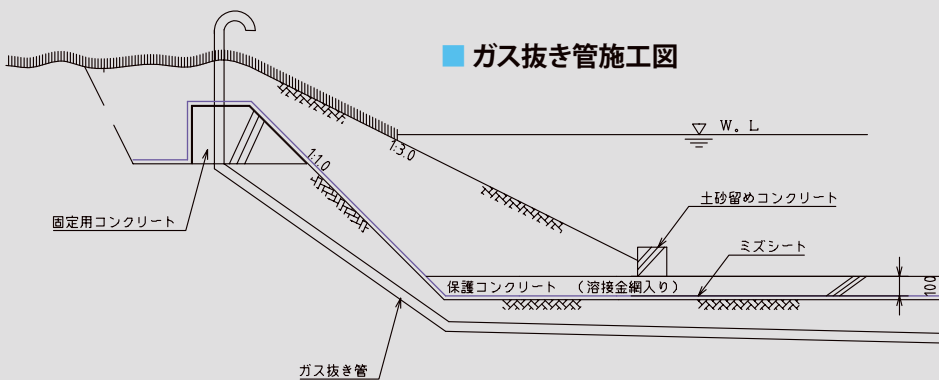 ■ ガス抜き管施工図
W. L
1:1.0
1:3.0
土砂留めコンクリート
固定用コンクリート
ミズシート
保護コンクリート (溶接金網入り)
100
ガス抜き管